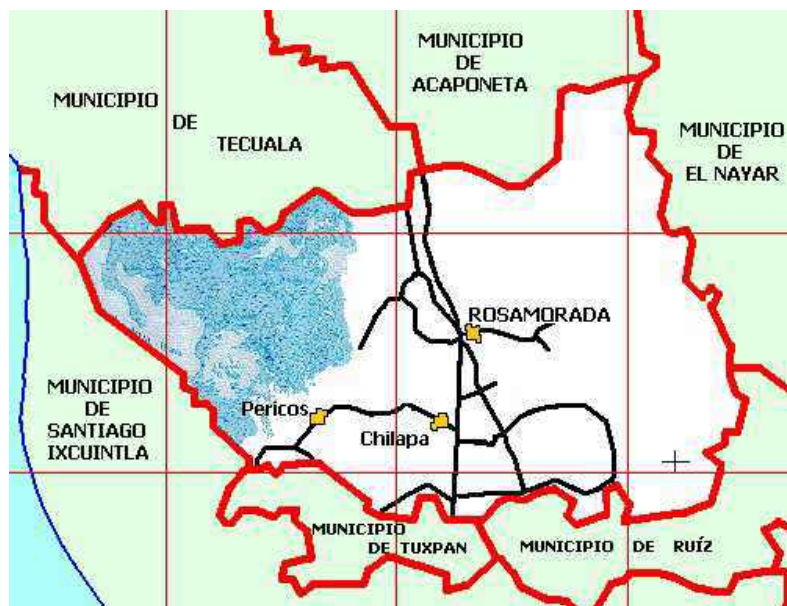 MUNICIPIO
DE
ACAPONETA
MUNICIPIO
DE
TECUALA
MUNICIPIO
DE
EL NAYAR
ROSAMORADA
MUNICIPIO
DE
SANTIAGO
IXCUINTLA
Pericos
Chilapa
MUNICIPIO
DE TUXPAN
MUNICIPIO DE RUÍZ